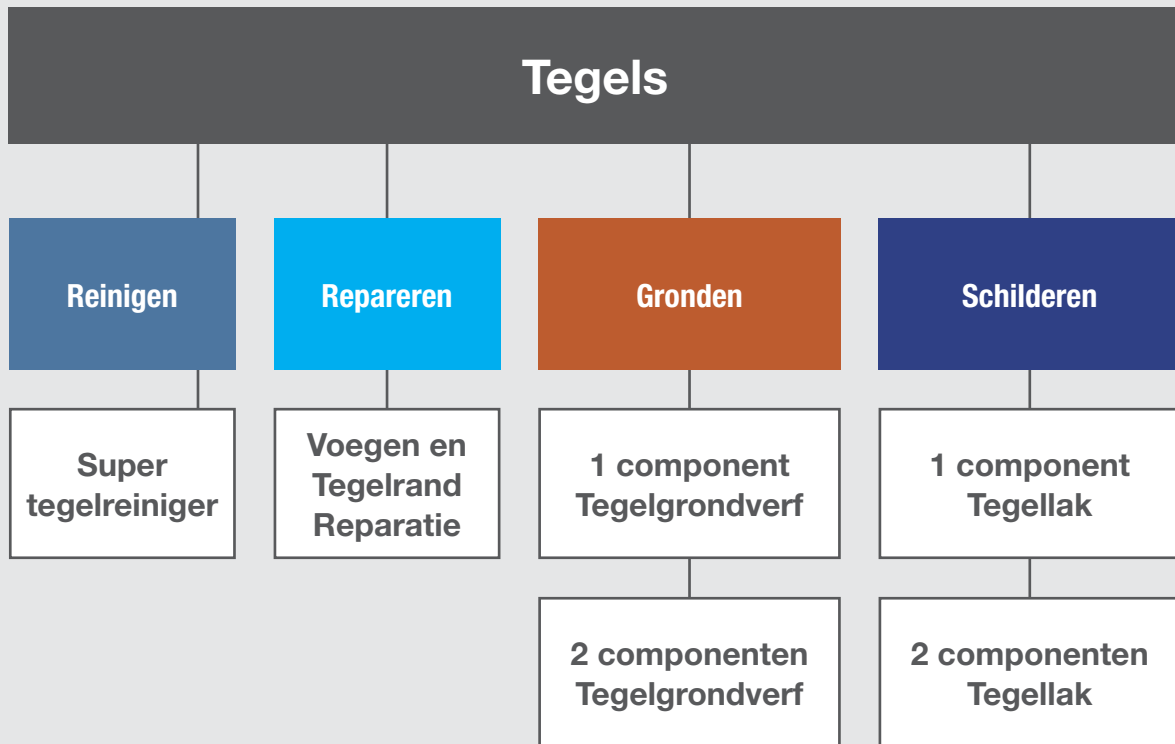 Tegels
Reinigen
Repareren
Gronden
Schilderen
Super
tegelreiniger
Voegen en
Tegelrand
Reparatie
1 component
Tegelgrondverf
1 component
Tegellak
2 componenten
Tegelgrondverf
2 componenten
Tegellak